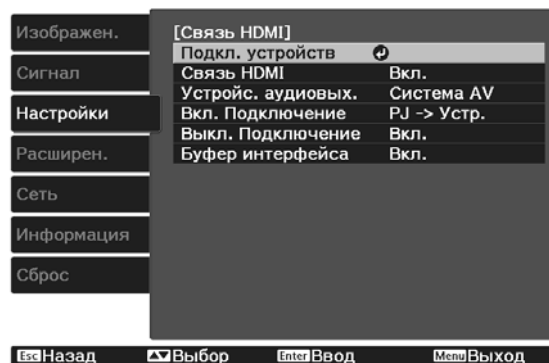 Изображен.
Сигнал
Настройки
Расширен.
Сеть
Информация
Сброс
[Связь HDMI]
Подкл. устройств
Связь HDMI Вкл.
Устройс. аудиовых. Система AV
Вкл. Подключение PJ -> Устр.
Выкл. Подключение Вкл.
Буфер интерфейса Вкл.
Esc Назад Выбор Enter Ввод Menu Выход